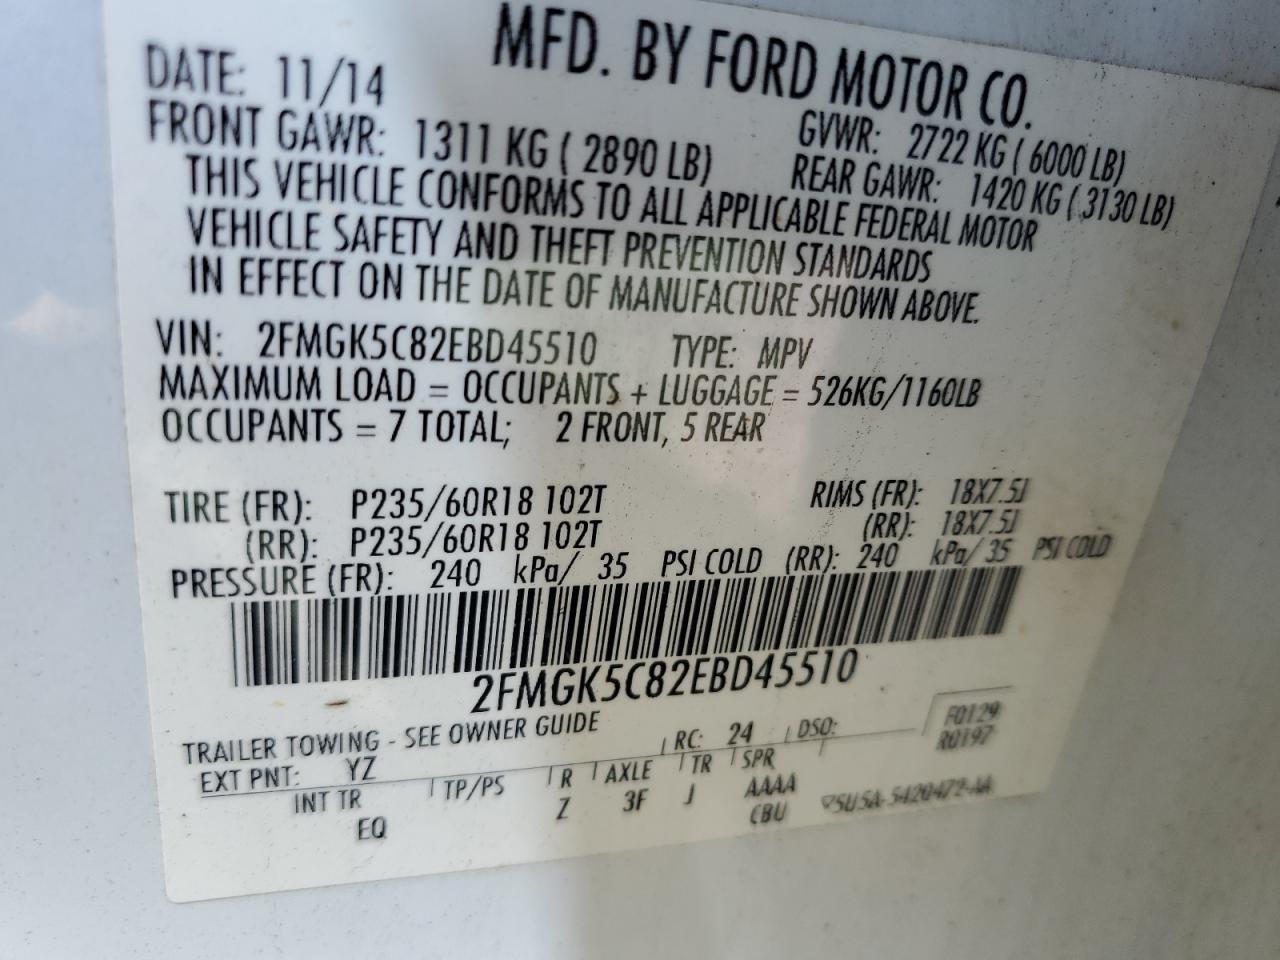 MFD. BY FORD MOTOR CO.
DATE: 11/14 GVWR: 2722 KG ( 6000 LB)
FRONT GAWR: 1311 KG ( 2890 LB) REAR GAWR: 1420 KG ( 3130 LB)
THIS VEHICLE CONFORMS TO ALL APPLICABLE FEDERAL MOTOR
VEHICLE SAFETY AND THEFT PREVENTION STANDARDS
IN EFFECT ON THE DATE OF MANUFACTURE SHOWN ABOVE.
VIN: 2FMGK5C82EBD45510 TYPE: MPV
MAXIMUM LOAD = OCCUPANTS + LUGGAGE = 526KG/1160LB
OCCUPANTS = 7 TOTAL; 2 FRONT, 5 REAR
TIRE (FR): P235/60R18 102T RIMS (FR): 18X7.5J
(RR): P235/60R18 102T (RR): 18X7.5J
PRESSURE (FR): 240 kPa/ 35 PSI COLD (RR): 240 kPa/ 35 PSI COLD
2FMGK5C82EBD45510
TRAILER TOWING - SEE OWNER GUIDE
F0129
EXT PNT: YZ RC: 24 DSO: R0197
INT TR TP/PS R AXLE TR SPR
EQ Z 3F J AAAA
CBU 5U5A-5420472-AA